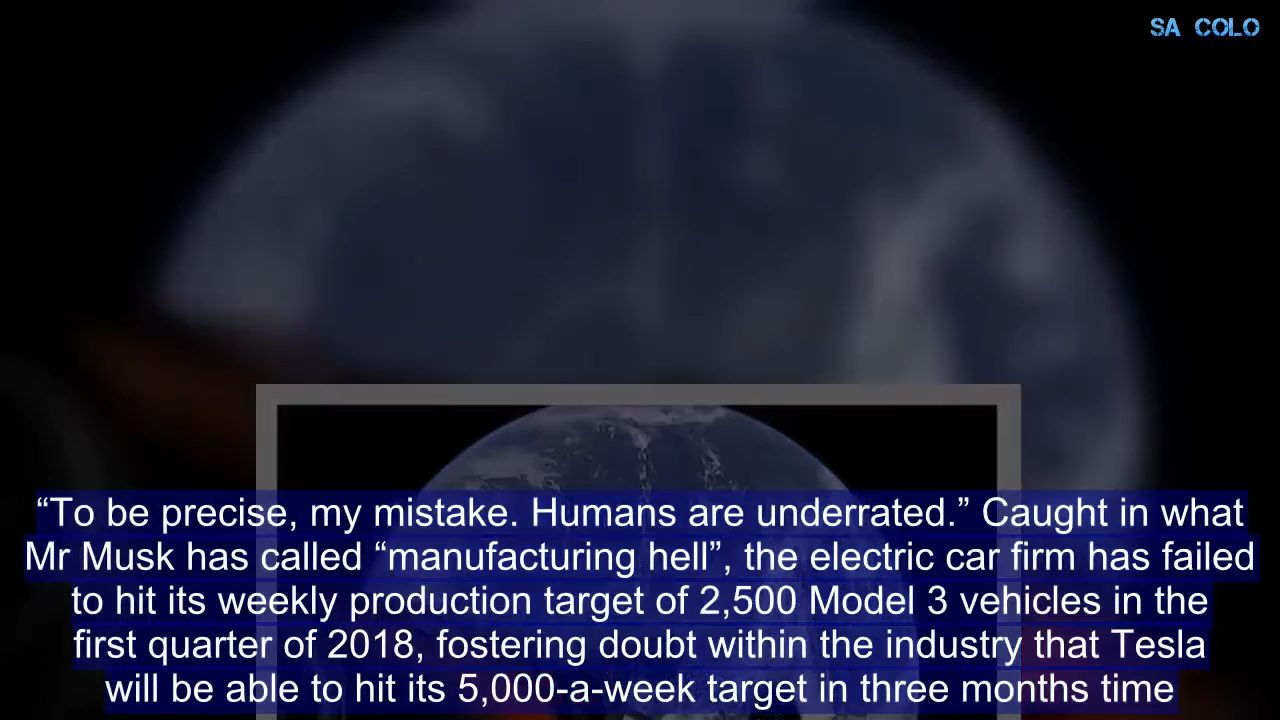 SA COLO
“To be precise, my mistake. Humans are underrated.” Caught in what
Mr Musk has called “manufacturing hell”, the electric car firm has failed
to hit its weekly production target of 2,500 Model 3 vehicles in the
first quarter of 2018, fostering doubt within the industry that Tesla
will be able to hit its 5,000-a-week target in three months time